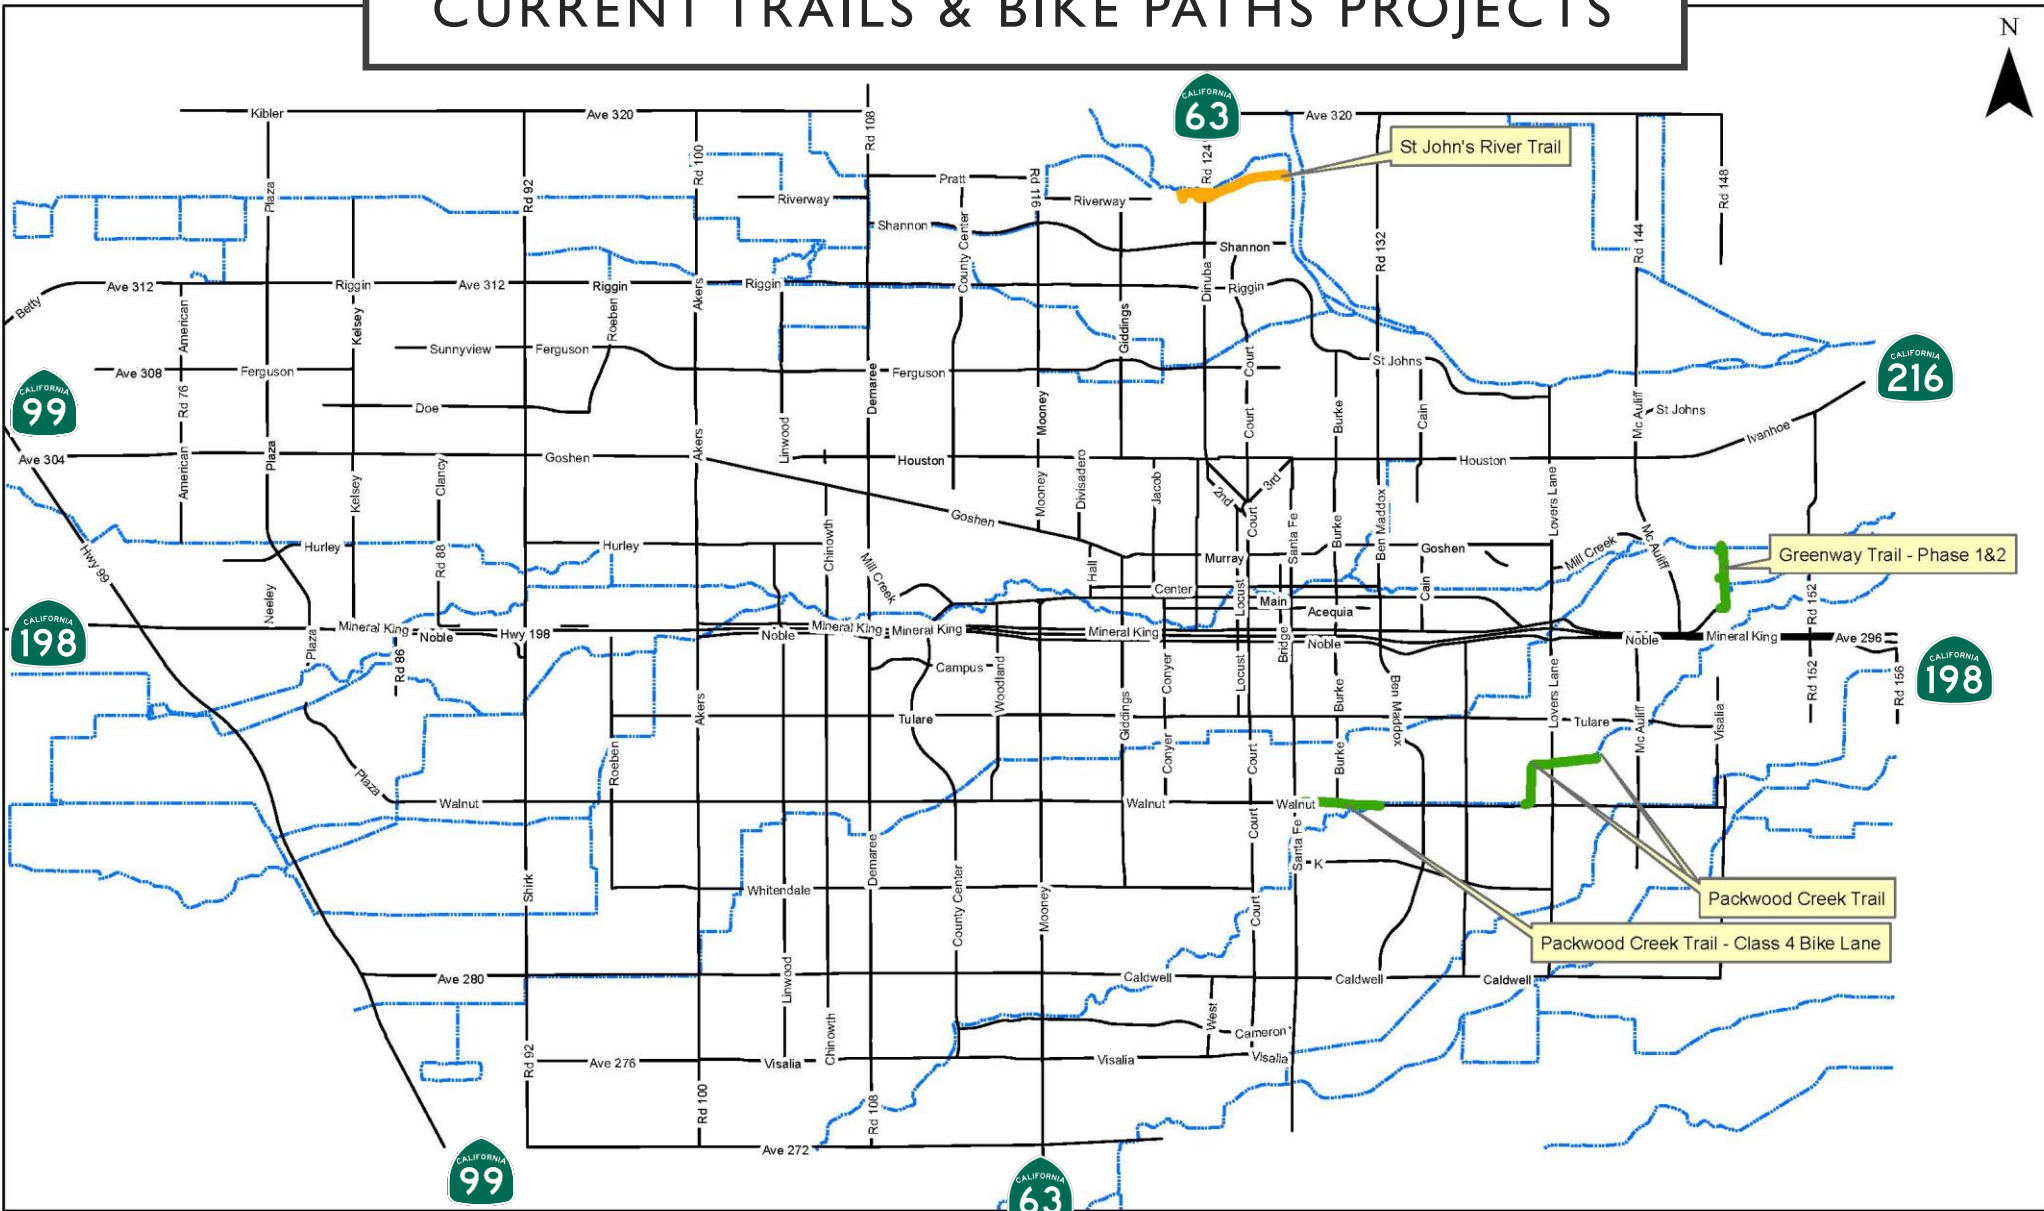 CURRENT TRAILS & BIKE PATHS PROJECTS
N
CALIFORNIA 63
Kibler
Ave 320
Ave 320
Rd 108
Rd 124
St John's River Trail
Rd 100
Rd 92
Plaza
Pratt
Rd 116
Riverway
Riverway
Rd 148
Shannon
County Center
Shannon
Rd 132
Rd 144
Betty
Ave 312
Riggin
Ave 312
Riggin
Akers
Riggin
Dinuba
Riggin
American
Kelsey
Roeben
Giddings
Sunnyview
Ferguson
Court
St Johns
CALIFORNIA 216
Ave 308
Ferguson
Ferguson
CALIFORNIA 99
Rd 76
Doe
Demaree
Mooney
Court
Burke
Cain
Mc Auliff
St Johns
Ivanhoe
Ave 304
Plaza
Goshen
Akers
Linwood
Houston
Houston
American
Kelsey
Clancy
Mooney
Divisadero
Jacob
2nd
3rd
Lovers Lane
Goshen
Court
Santa Fe
Burke
Ben Maddox
Hwy 99
Hurley
Rd 88
Hurley
Chinowth
Mill Creek
Hall
Murray
Goshen
Mill Creek
Mc Auliff
Greenway Trail - Phase 1&2
Neeley
Center
Locust
Main
Acequia
Cain
Rd 152
CALIFORNIA 198
Plaza
Mineral King
Noble
Hwy 198
Noble
Mineral King
Mineral King
Mineral King
Bridge
Noble
Noble
Mineral King
Ave 296
Rd 86
Campus
Woodland
Conyer
Locust
Burke
Ben Maddox
Lovers Lane
Rd 152
Rd 156
CALIFORNIA 198
Akers
Tulare
Giddings
Tulare
Mc Auliff
Visalia
Roeben
Conyer
Court
Burke
Plaza
Walnut
Walnut
Walnut
Court
Santa Fe
K
Shirk
Whitendale
Demaree
County Center
Mooney
Court
Packwood Creek Trail
Packwood Creek Trail - Class 4 Bike Lane
Ave 280
Linwood
Caldwell
Caldwell
Caldwell
Chinowth
West
Cameron
Rd 92
Ave 276
Visalia
Visalia
Visalia
Rd 100
Rd 108
Ave 272
CALIFORNIA 99
CALIFORNIA 63